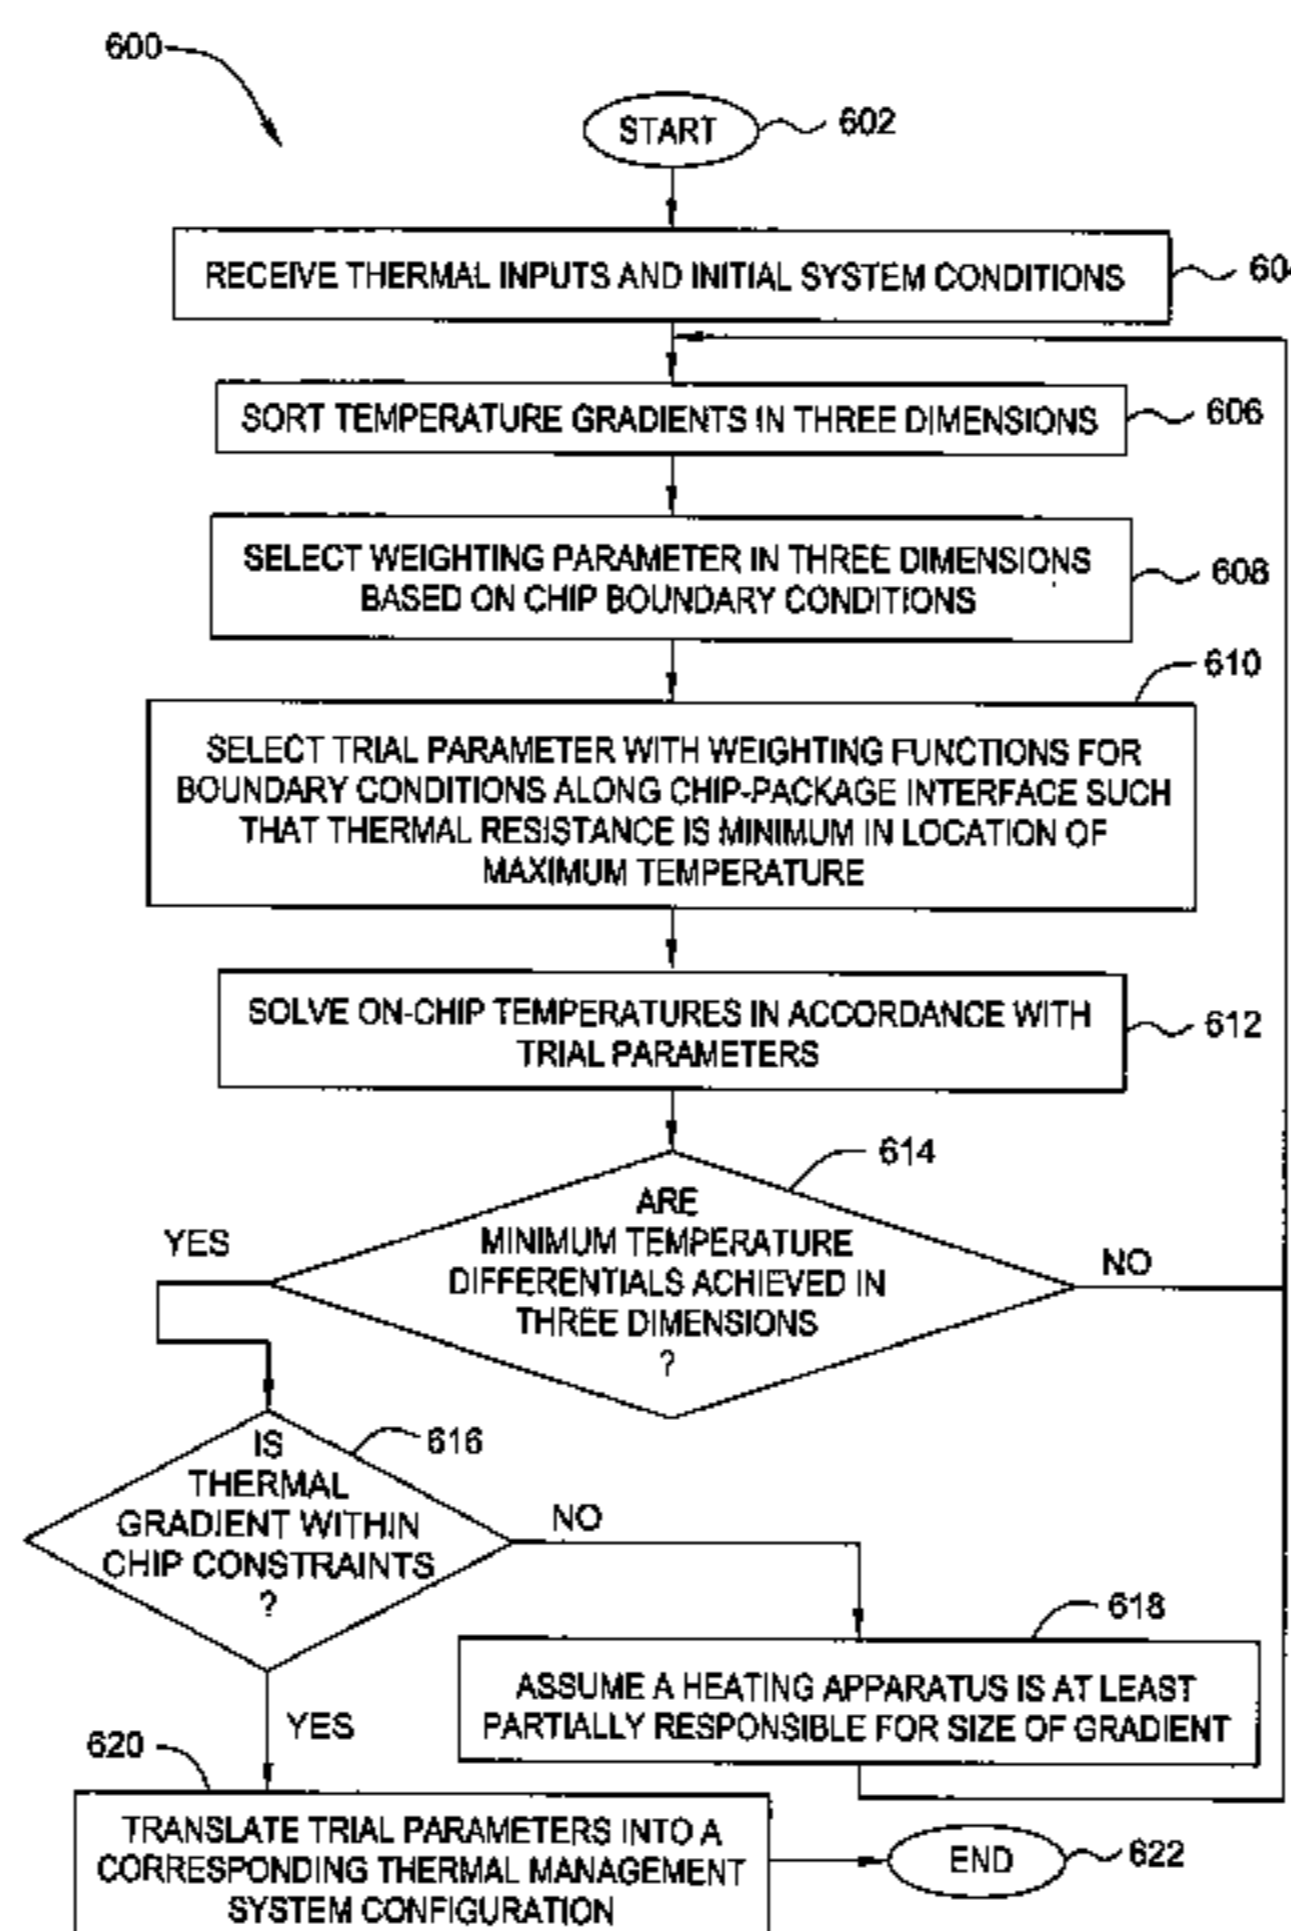 600
START
602
RECEIVE THERMAL INPUTS AND INITIAL SYSTEM CONDITIONS
SORT TEMPERATURE GRADIENTS IN THREE DIMENSIONS
606
SELECT WEIGHTING PARAMETER IN THREE DIMENSIONS
BASED ON CHIP BOUNDARY CONDITIONS
608
610
SELECT TRIAL PARAMETER WITH WEIGHTING FUNCTIONS FOR
BOUNDARY CONDITIONS ALONG CHIP-PACKAGE INTERFACE SUCH
THAT THERMAL RESISTANCE IS MINIMUM IN LOCATION OF
MAXIMUM TEMPERATURE
SOLVE ON-CHIP TEMPERATURES IN ACCORDANCE WITH
TRIAL PARAMETERS
612
614
ARE
MINIMUM TEMPERATURE
DIFFERENTIALS ACHIEVED IN
THREE DIMENSIONS
?
YES
NO
616
IS
THERMAL
GRADIENT WITHIN
CHIP CONSTRAINTS
?
NO
YES
618
ASSUME A HEATING APPARATUS IS AT LEAST
PARTIALLY RESPONSIBLE FOR SIZE OF GRADIENT
620
TRANSLATE TRIAL PARAMETERS INTO A
CORRESPONDING THERMAL MANAGEMENT
SYSTEM CONFIGURATION
END
622